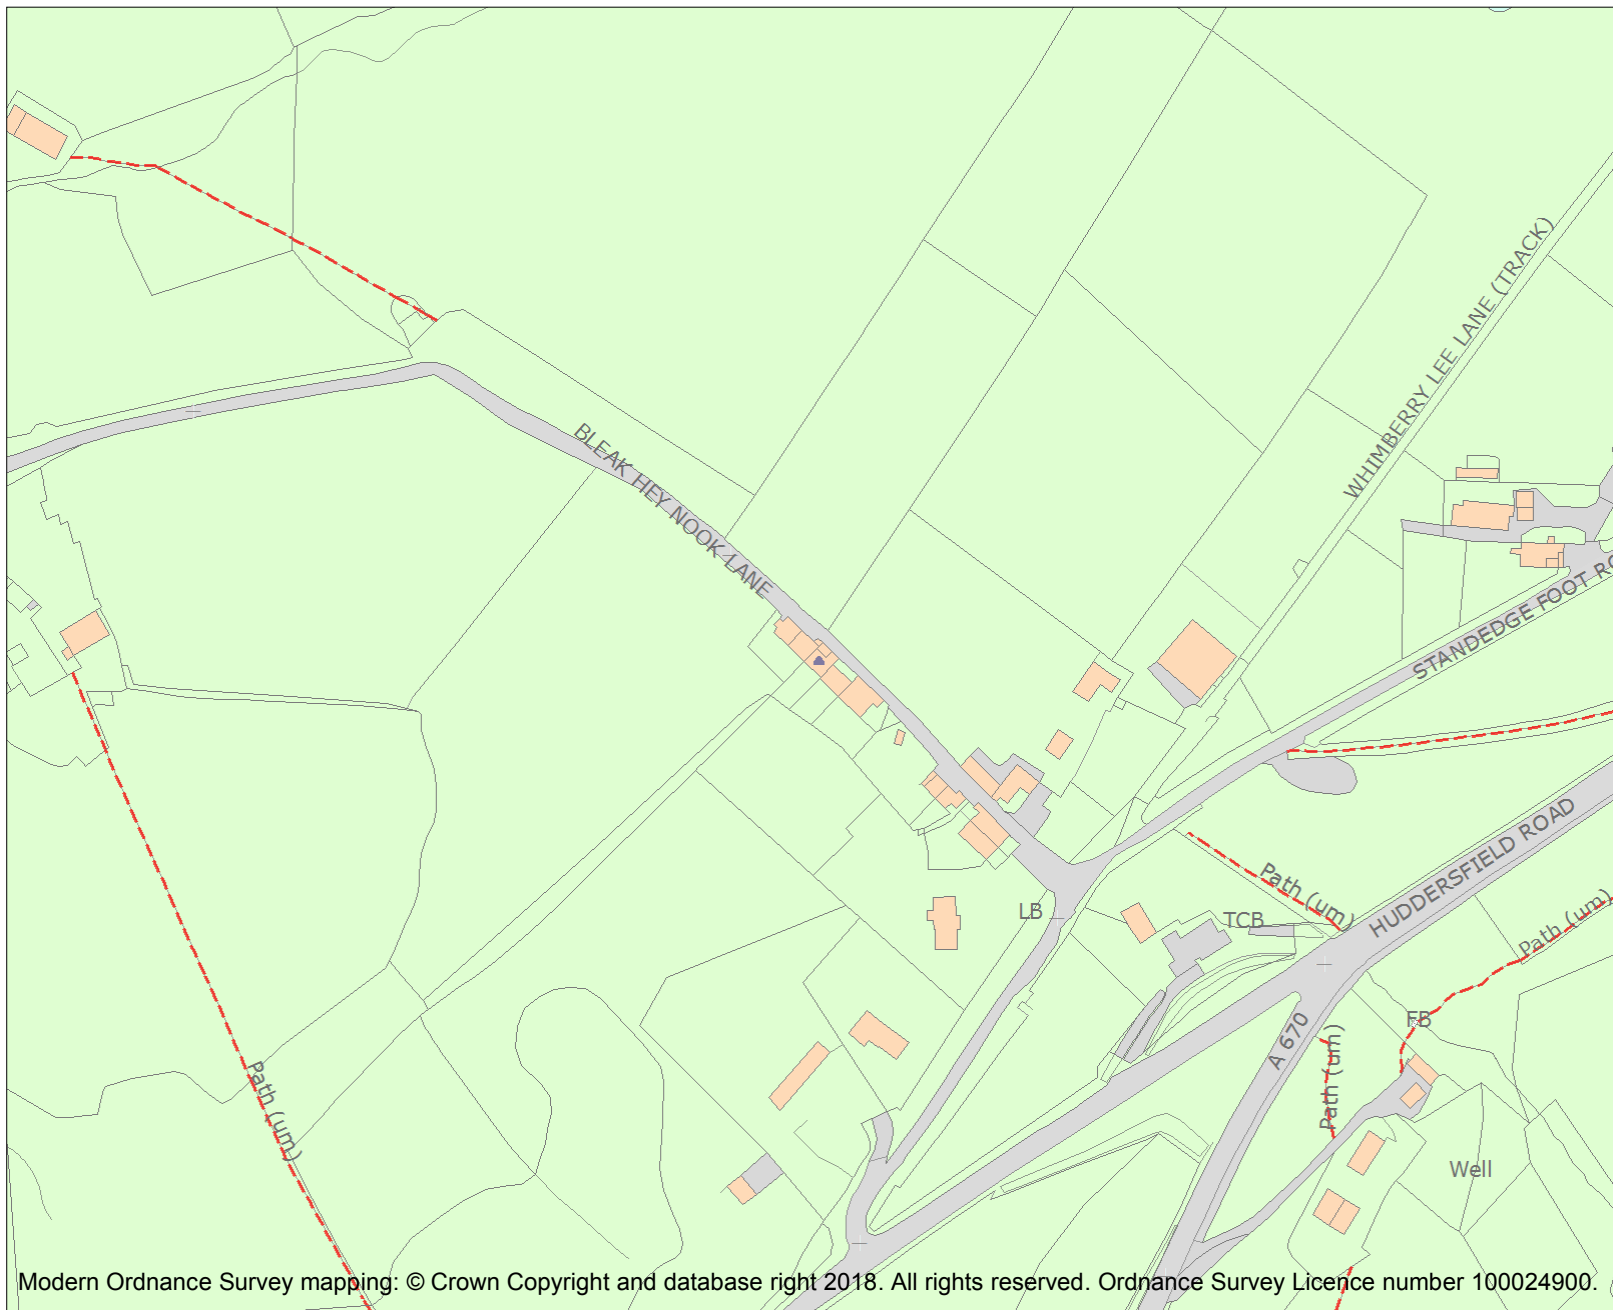 WHIMBERRY LEE LANE (TRACK)
BLEAK HEY NOOK LANE
STANDEDGE FOOT RO
HUDDERSFIELD ROAD
Path (um)
Path (um)
LB
TCB
FB
A 670
Path (um)
Path (um)
Well
Modern Ordnance Survey mapping: © Crown Copyright and database right 2018. All rights reserved. Ordnance Survey Licence number 100024900.